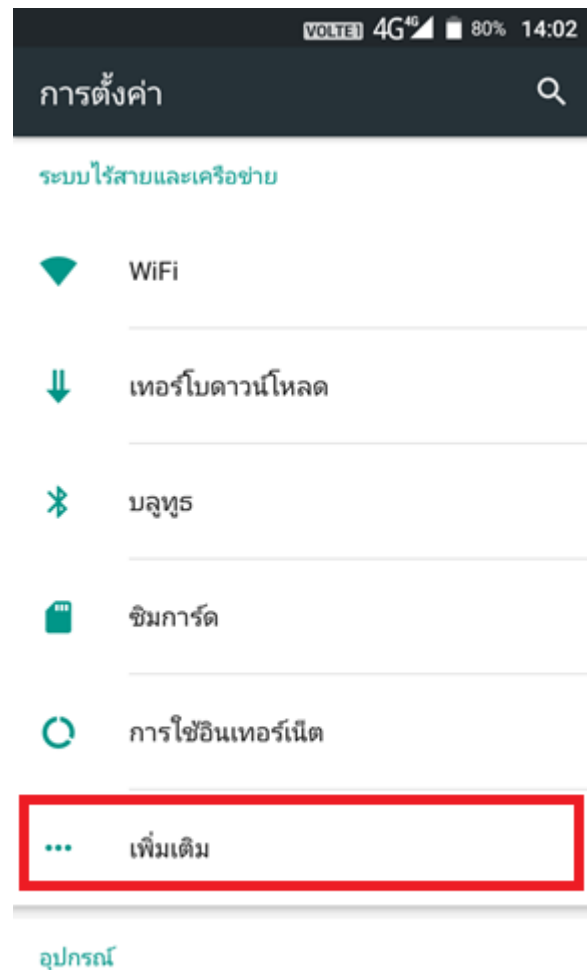 VOLTE1 4G 4G 80% 14:02
การตั้งค่า
ระบบไร้สายและเครือข่าย
WiFi
เทอร์โบดาวน์โหลด
บลูทูธ
ซิมการ์ด
การใช้อินเทอร์เน็ต
เพิ่มเติม
อุปกรณ์